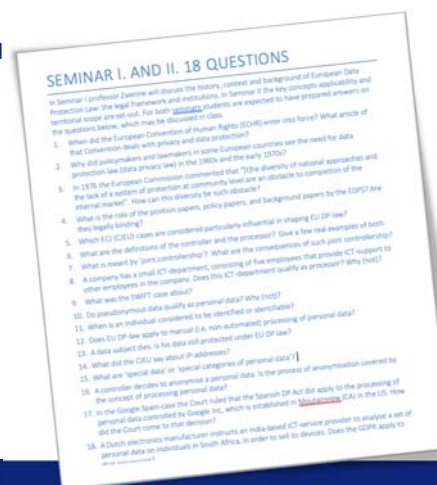 SEMINAR I. AND II. 18 QUESTIONS
In Seminar I professor Zwenne will discuss the history, context and background of European Data
Protection Law: the legal framework and institutions. In Seminar II the key concepts applicability and
territorial scope are set out. For both seminars students are expected to have prepared answers on
the questions below, which may be discussed in class.
1. When did the European Convention of Human Rights (ECHR) enter into force? What article of
that Convention deals with privacy and data protection?
2. Why did policymakers and lawmakers in some European countries see the need for data
protection law (data privacy law) in the 1960s and the early 1970s?
3. In 1976 the European Commission commented that "[t]he diversity of national approaches and
the lack of a system of protection at community level are an obstacle to completion of the
internal market". How can this diversity be such obstacle?
4. What is the role of the position papers, policy papers, and background papers by the EDPS? Are
they legally binding?
5. Which ECJ (CJEU) cases are considered particularly influential in shaping EU DP-law?
6. What are the definitions of the controller and the processor? Give a few real examples of both.
7. What is meant by 'joint controllership'? What are the consequences of such joint controllership?
8. A company has a small ICT-department, consisting of five employees that provide ICT-support to
other employees in the company. Does this ICT-department qualify as processor? Why (not)?
9. What was the SWIFT-case about?
10. Do pseudonymous data qualify as personal data? Why (not)?
11. When is an individual considered to be identified or identifiable?
12. Does EU DP-law apply to manual (i.e. non-automated) processing of personal data?
13. A data subject dies. Is his data still protected under EU DP law?
14. What did the CJEU say about IP-addresses?
15. What are 'special data' or 'special categories of personal data'?
16. A controller decides to anonymise a personal data. Is the process of anonymisation covered by
the concept of processing personal data?
17. In the Google Spain-case the Court ruled that the Spanish DP Act did apply to the processing of
personal data controlled by Google Inc, which is established in (CA) in the US. How
did the Court come to that decision?
18. A Dutch electronics manufacturer instructs an India-based ICT-service provider to analyse a set of
personal data on individuals in South Africa, in order to sell its devices. Does the GDPR apply to